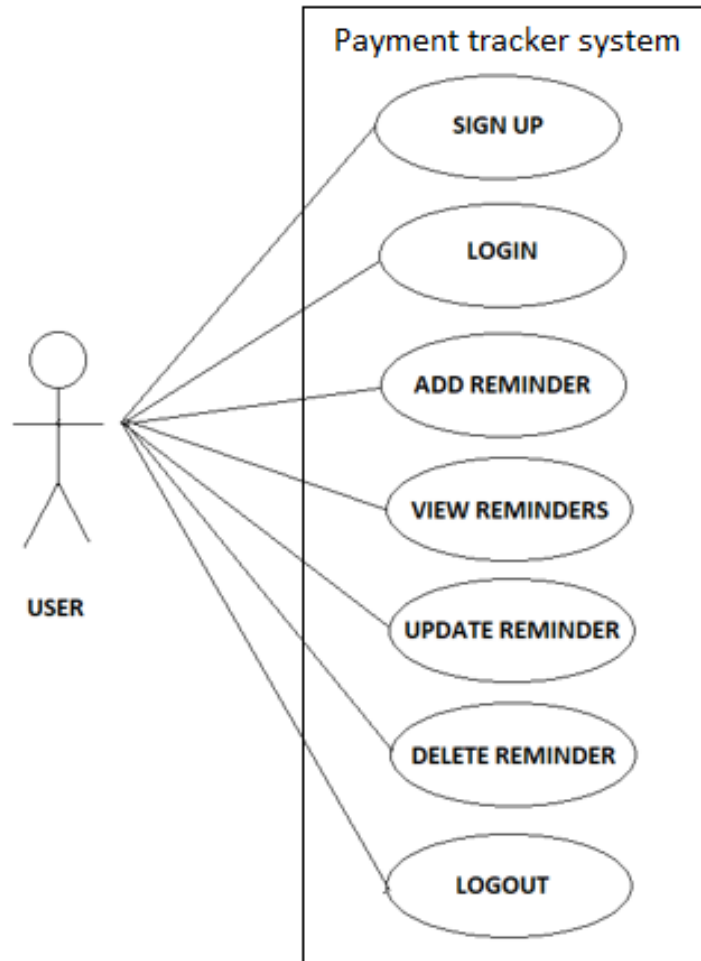 Payment tracker system
SIGN UP
LOGIN
ADD REMINDER
VIEW REMINDERS
USER
UPDATE REMINDER
DELETE REMINDER
LOGOUT